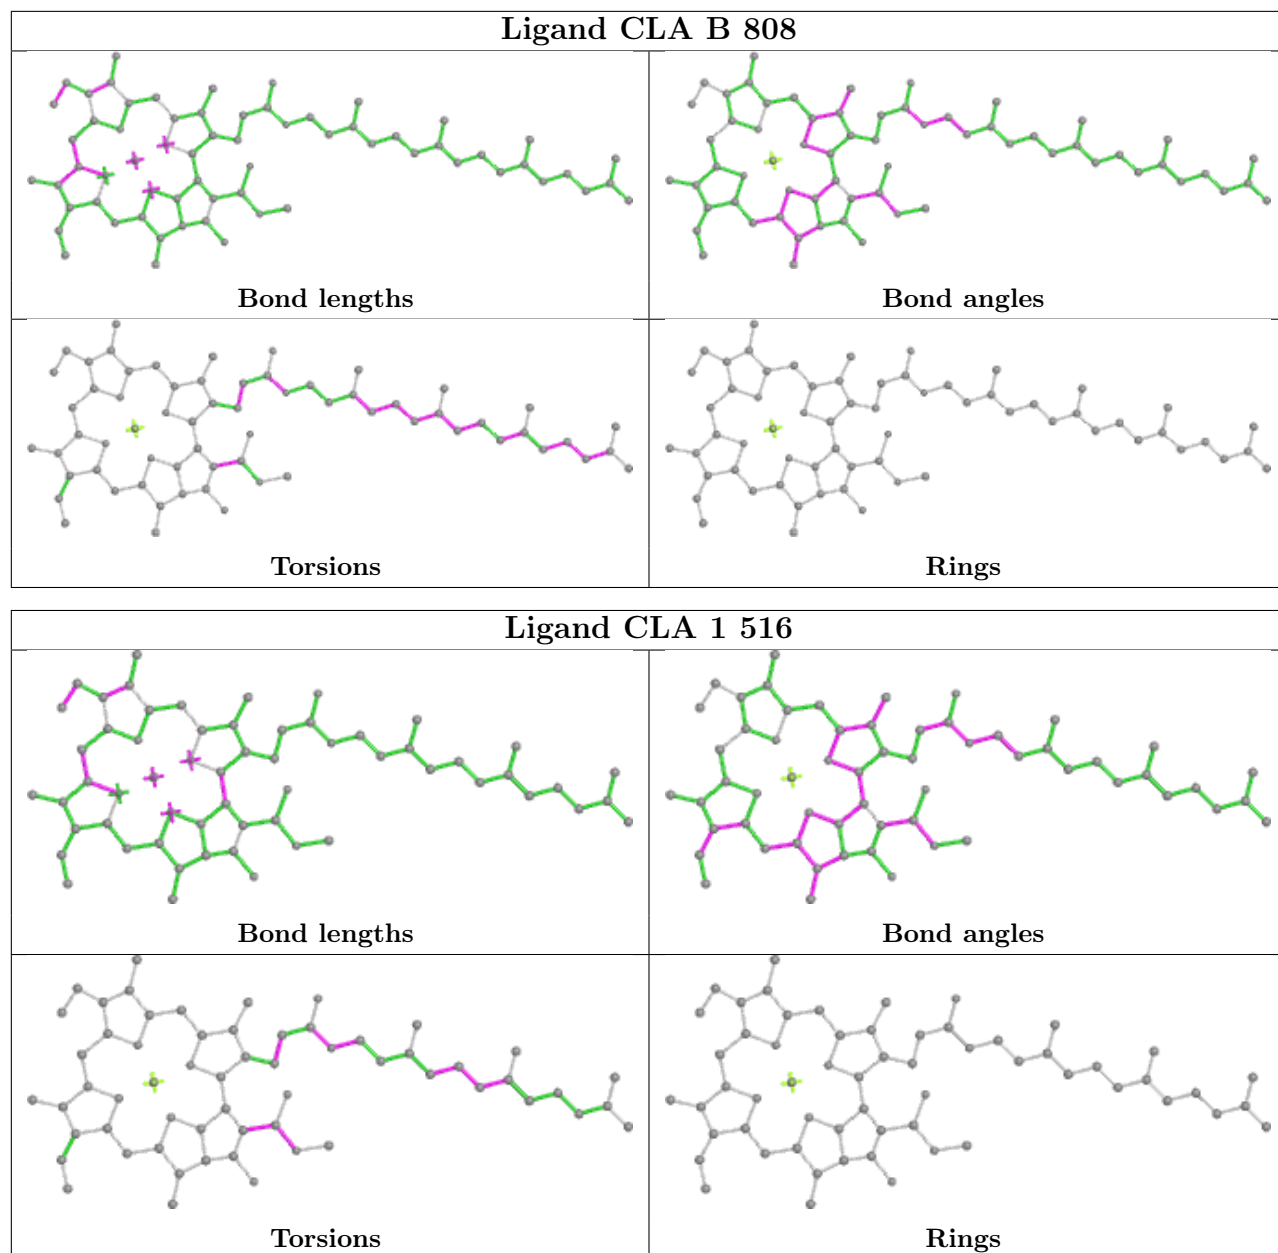 Ligand CLA B 808
Bond lengths
Bond angles
Torsions
Rings
Ligand CLA 1 516
Bond lengths
Bond angles
Torsions
Rings